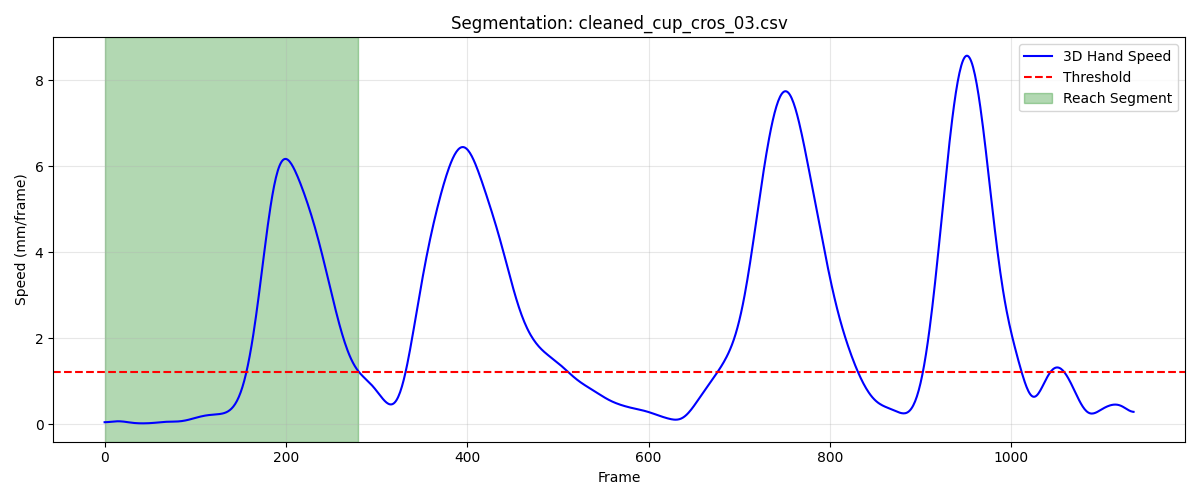 Segmentation: cleaned_cup_cros_03.csv
3D Hand Speed
Threshold
Reach Segment
Speed (mm/frame)
8
6
4
2
0
0 200 400 600 800 1000
Frame